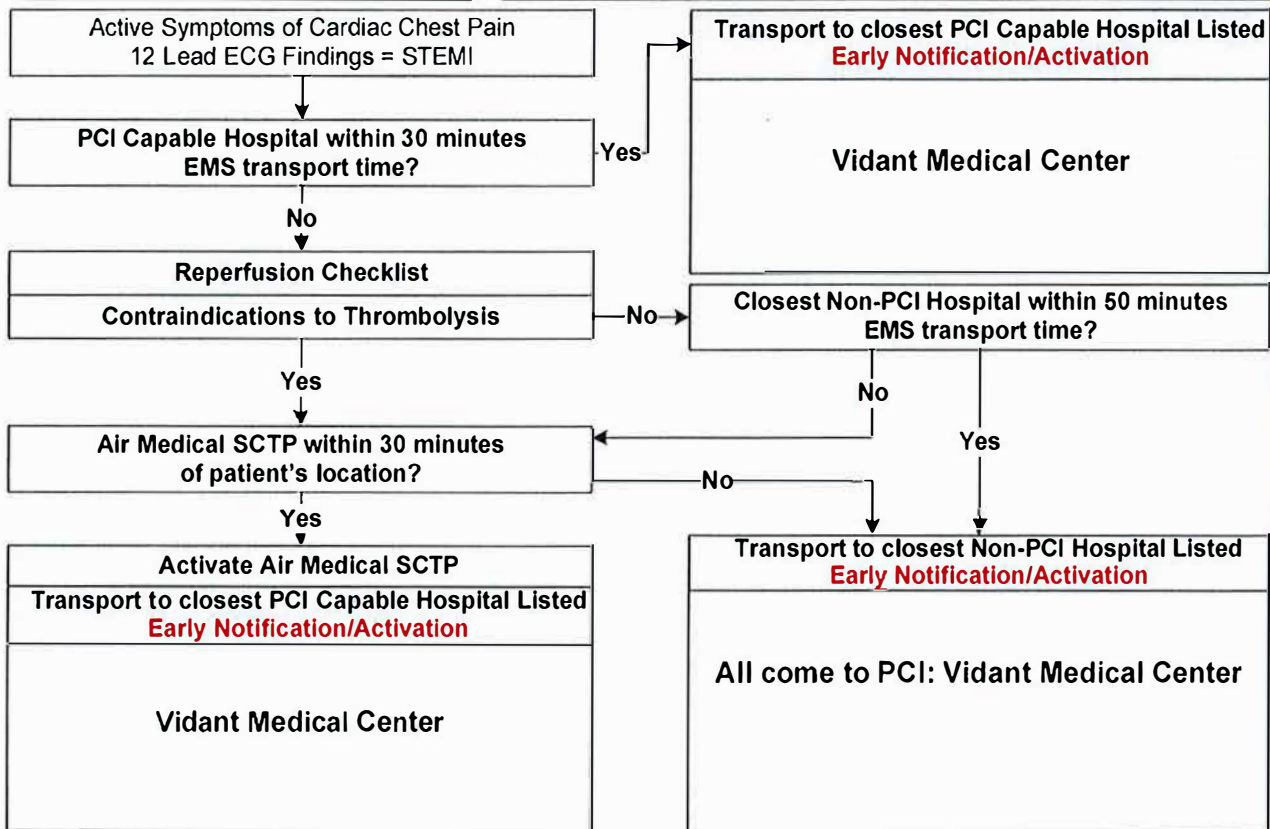 Active Symptoms of Cardiac Chest Pain
12 Lead ECG Findings = STEMI
Transport to closest PCI Capable Hospital Listed
Early Notification/Activation
Vidant Medical Center
PCI Capable Hospital within 30 minutes
EMS transport time?
Yes
No
Reperfusion Checklist
Contraindications to Thrombolysis
No
Closest Non-PCI Hospital within 50 minutes
EMS transport time?
Yes
No
Yes
Air Medical SCTP within 30 minutes
of patient's location?
No
Yes
Activate Air Medical SCTP
Transport to closest PCI Capable Hospital Listed
Early Notification/Activation
Vidant Medical Center
Transport to closest Non-PCI Hospital Listed
Early Notification/Activation
All come to PCI: Vidant Medical Center